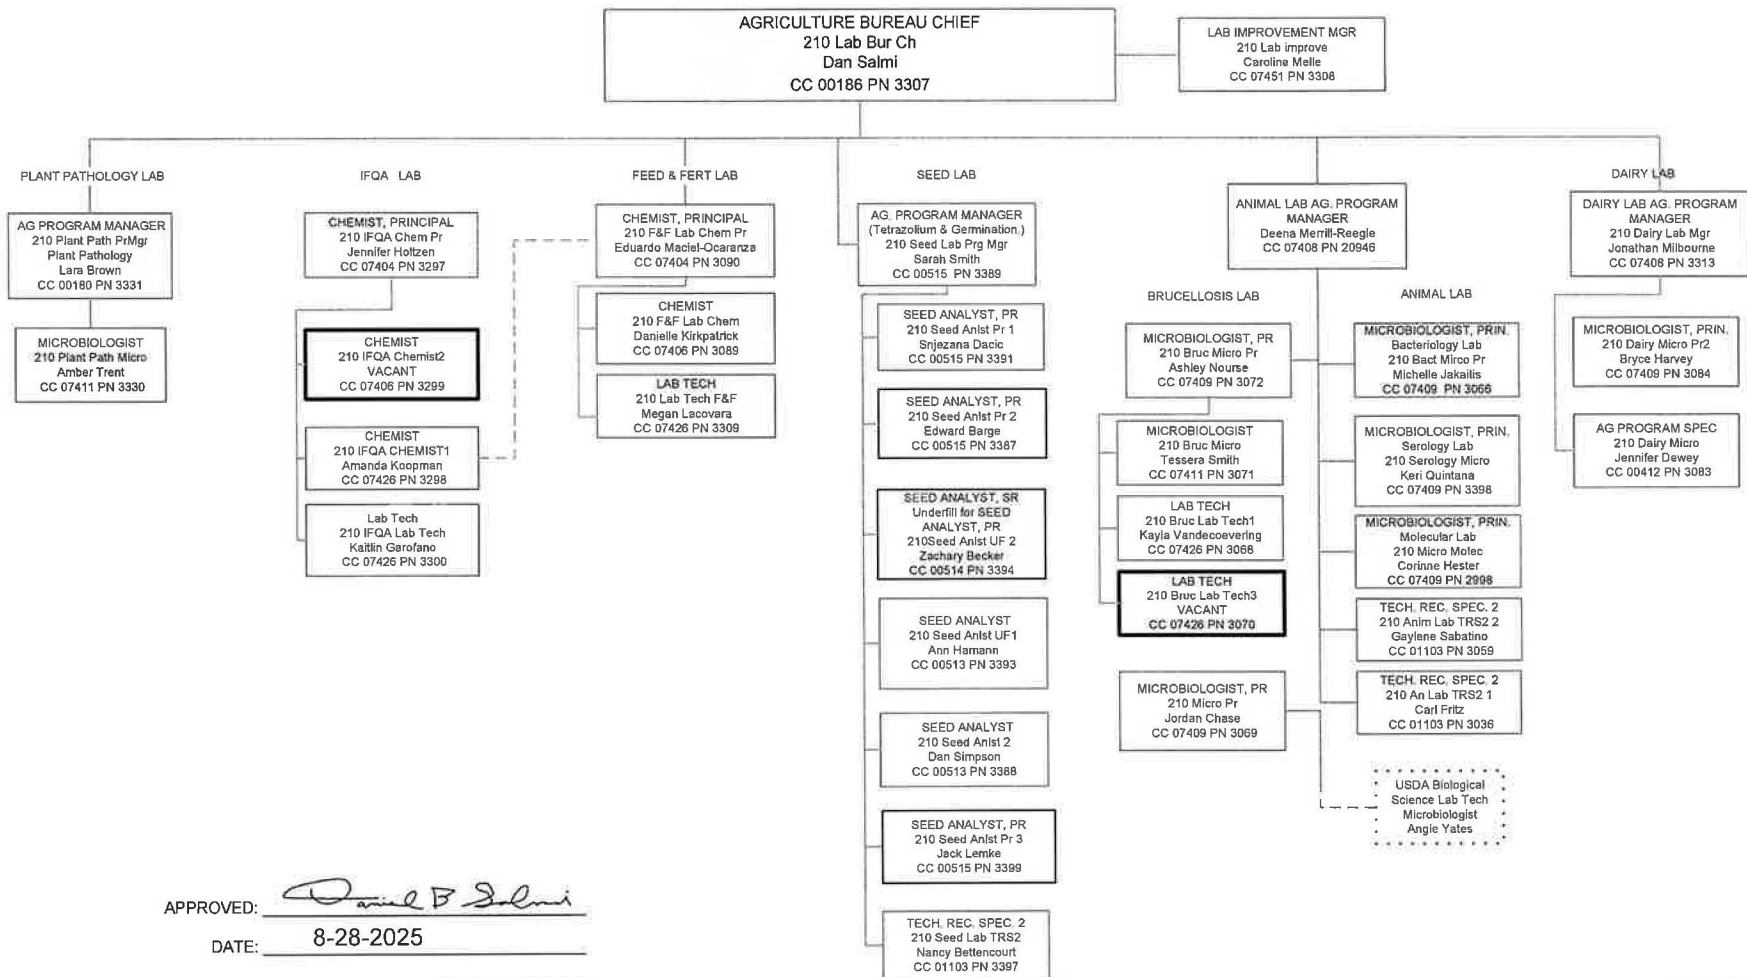 AGRICULTURE BUREAU CHIEF
210 Lab Bur Ch
Dan Salmi
CC 00186 PN 3307
LAB IMPROVEMENT MGR
210 Lab improve
Caroline Melle
CC 07451 PN 3308
PLANT PATHOLOGY LAB
AG PROGRAM MANAGER
210 Plant Path PrMgr
Plant Pathology
Lara Brown
CC 00180 PN 3331
MICROBIOLOGIST
210 Plant Path Micro
Amber Trent
CC 07411 PN 3330
IFQA LAB
CHEMIST, PRINCIPAL
210 IFQA Chem Pr
Jennifer Holtzen
CC 07404 PN 3297
CHEMIST
210 IFQA Chemist2
VACANT
CC 07406 PN 3299
CHEMIST
210 IFQA CHEMIST1
Amanda Koopman
CC 07426 PN 3298
Lab Tech
210 IFQA Lab Tech
Kaitlin Garofano
CC 07426 PN 3300
FEED & FERT LAB
CHEMIST, PRINCIPAL
210 F&F Lab Chem Pr
Eduardo Maciel-Ocaranza
CC 07404 PN 3090
CHEMIST
210 F&F Lab Chem
Danielle Kirkpatrick
CC 07406 PN 3089
LAB TECH
210 Lab Tech F&F
Megan Lacovara
CC 07426 PN 3309
SEED LAB
AG. PROGRAM MANAGER
(Tetrazolium & Germination.)
210 Seed Lab Prg Mgr
Sarah Smith
CC 00515 PN 3389
SEED ANALYST, PR
210 Seed Anlst Pr 1
Snjezana Dacic
CC 00515 PN 3391
SEED ANALYST, PR
210 Seed Anlst Pr 2
Edward Barge
CC 00515 PN 3387
SEED ANALYST, SR
Underfill for SEED
ANALYST, PR
210Seed Anlst UF 2
Zachary Becker
CC 00514 PN 3394
SEED ANALYST
210 Seed Anlst UF1
Ann Hamann
CC 00513 PN 3393
SEED ANALYST
210 Seed Anlst 2
Dan Simpson
CC 00513 PN 3388
SEED ANALYST, PR
210 Seed Anlst Pr 3
Jack Lemke
CC 00515 PN 3399
TECH. REC. SPEC. 2
210 Seed Lab TRS2
Nancy Bettencourt
CC 01103 PN 3397
ANIMAL LAB AG. PROGRAM
MANAGER
Deena Merrill-Reegle
CC 07408 PN 20946
BRUCELLOSIS LAB
MICROBIOLOGIST, PR
210 Bruc Micro Pr
Ashley Nourse
CC 07409 PN 3072
MICROBIOLOGIST
210 Bruc Micro
Tessera Smith
CC 07411 PN 3071
LAB TECH
210 Bruc Lab Tech1
Kayla Vandecoevering
CC 07426 PN 3068
LAB TECH
210 Bruc Lab Tech3
VACANT
CC 07426 PN 3070
MICROBIOLOGIST, PR
210 Micro Pr
Jordan Chase
CC 07409 PN 3069
ANIMAL LAB
MICROBIOLOGIST, PRIN.
Bacteriology Lab
210 Bact Mirco Pr
Michelle Jakaitis
CC 07409 PN 3066
MICROBIOLOGIST, PRIN.
Serology Lab
210 Serology Micro
Keri Quintana
CC 07409 PN 3398
MICROBIOLOGIST, PRIN.
Molecular Lab
210 Micro Molec
Corinne Hester
CC 07409 PN 2998
TECH. REC. SPEC. 2
210 Anim Lab TRS2 2
Gaylene Sabatino
CC 01103 PN 3059
TECH. REC. SPEC. 2
210 An Lab TRS2 1
Carl Fritz
CC 01103 PN 3036
USDA Biological
Science Lab Tech
Microbiologist
Angie Yates
DAIRY LAB
DAIRY LAB AG. PROGRAM
MANAGER
210 Dairy Lab Mgr
Jonathan Milbourne
CC 07408 PN 3313
MICROBIOLOGIST, PRIN.
210 Dairy Micro Pr2
Bryce Harvey
CC 07409 PN 3084
AG PROGRAM SPEC
210 Dairy Micro
Jennifer Dewey
CC 00412 PN 3083
APPROVED: Daniel B Salmi
DATE: 8-28-2025